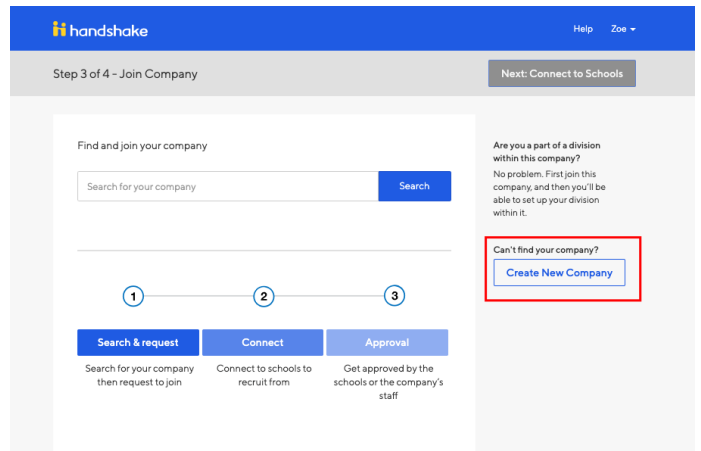 handshake
Help Zoe
Step 3 of 4 - Join Company
Next: Connect to Schools
Find and join your company
Search for your company
Search
Are you a part of a division
within this company?
No problem. First join this
company, and then you'll be
able to set up your division
within it.
Can't find your company?
Create New Company
1
2
3
Search & request
Connect
Approval
Search for your company
then request to join
Connect to schools to
recruit from
Get approved by the
schools or the company's
staff